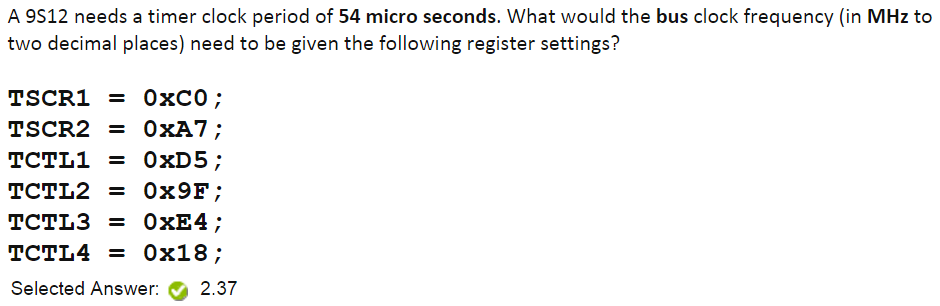 A 9S12 needs a timer clock period of 54 micro seconds. What would the bus clock frequency (in MHz to
two decimal places) need to be given the following register settings?
TSCR1 = 0xC0;
TSCR2 = 0xA7;
TCTL1 = 0xD5;
TCTL2 = 0x9F;
TCTL3 = 0xE4;
TCTL4 = 0x18;
Selected Answer: 2.37